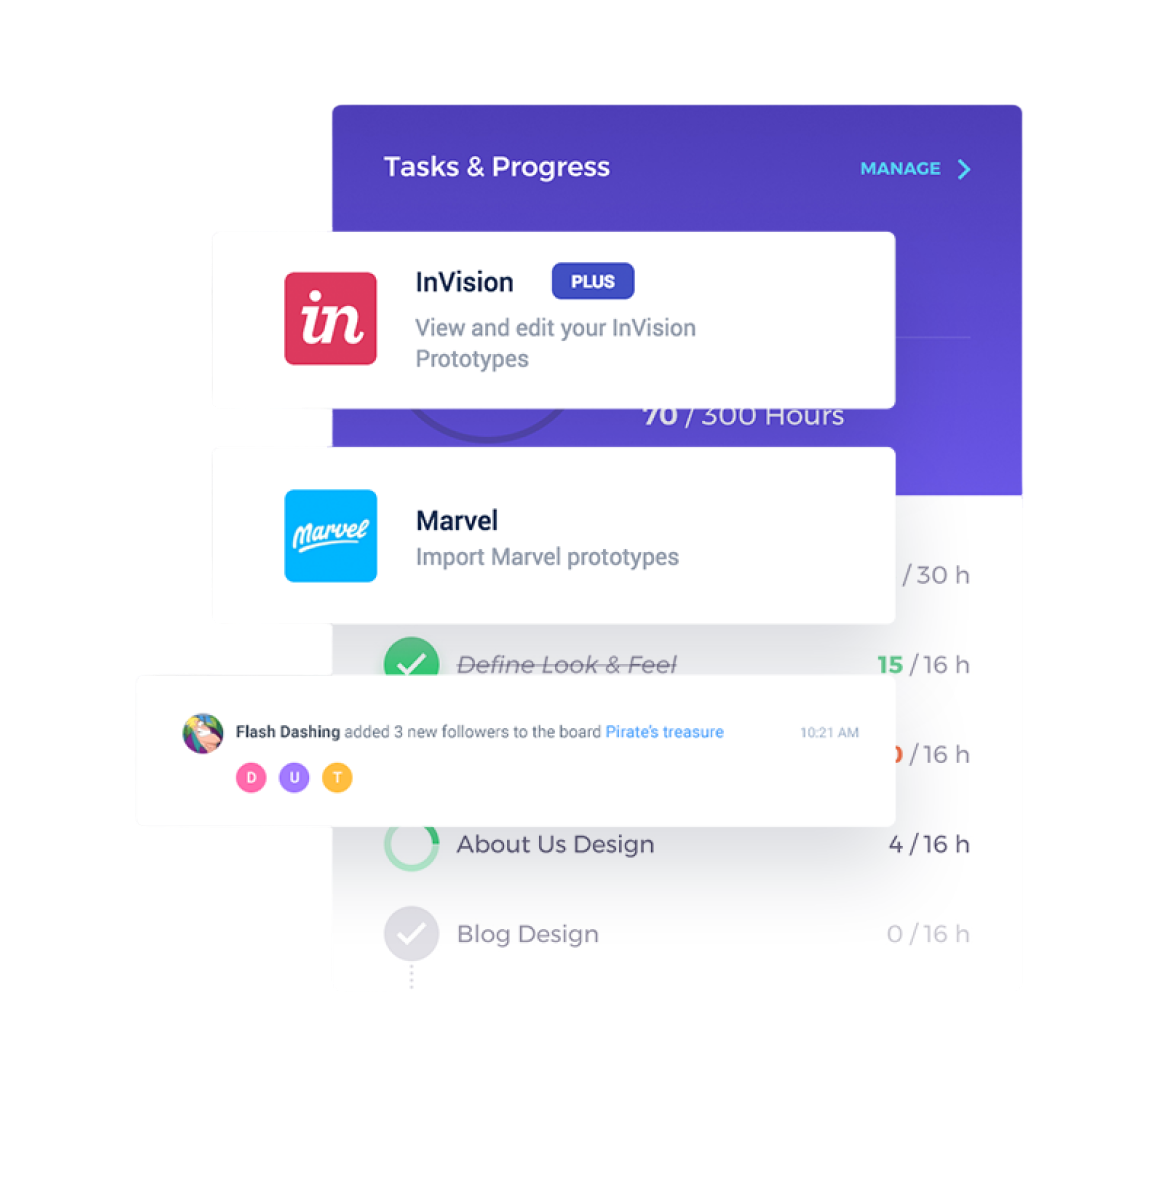 Tasks & Progress
MANAGE
in
InVision
PLUS
View and edit your InVision
Prototypes
70 / 300 Hours
Marvel
Marvel
Import Marvel prototypes
/ 30 h
Define Look & Feel
15 / 16 h
Flash Dashing added 3 new followers to the board Pirate's treasure
10:21 AM
D
U
T
/ 16 h
About Us Design
4 / 16 h
Blog Design
0 / 16 h